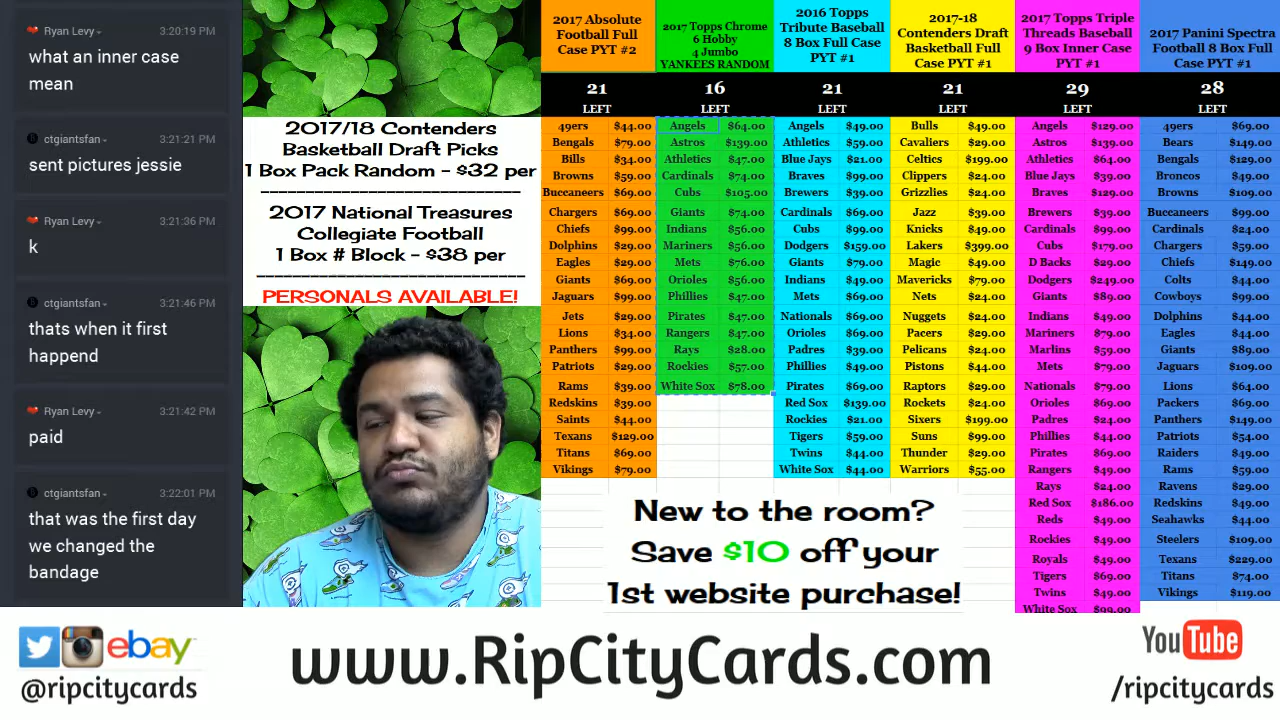 Ryan Levy 3:20:19 PM
what an inner case
mean
ctgiantsfan 3:21:21 PM
sent pictures jessie
Ryan Levy 3:21:36 PM
k
ctgiantsfan 3:21:46 PM
thats when it first
happend
Ryan Levy 3:21:42 PM
paid
ctgiantsfan 3:22:01 PM
that was the first day
we changed the
bandage
2017/18 Contenders
Basketball Draft Picks
1 Box Pack Random - $32 per
2017 National Treasures
Collegiate Football
1 Box # Block - $38 per
PERSONALS AVAILABLE!
2017 Absolute
Football Full
Case PYT #2
21
LEFT
49ers $44.00
Bengals $79.00
Bills $34.00
Browns $59.00
Buccaneers $69.00
Chargers $69.00
Chiefs $99.00
Dolphins $29.00
Eagles $29.00
Giants $69.00
Jaguars $99.00
Jets $29.00
Lions $34.00
Panthers $99.00
Patriots $29.00
Rams $39.00
Redskins $39.00
Saints $44.00
Texans $129.00
Titans $69.00
Vikings $79.00
2017 Topps Chrome
6 Hobby
4 Jumbo
YANKEES RANDOM
16
LEFT
Angels $64.00
Astros $139.00
Athletics $47.00
Cardinals $74.00
Cubs $105.00
Giants $74.00
Indians $56.00
Mariners $56.00
Mets $76.00
Orioles $56.00
Phillies $47.00
Pirates $47.00
Rangers $47.00
Rays $28.00
Rockies $57.00
White Sox $78.00
2016 Topps
Tribute Baseball
8 Box Full Case
PYT #1
21
LEFT
Angels $49.00
Athletics $59.00
Blue Jays $21.00
Braves $99.00
Brewers $39.00
Cardinals $69.00
Cubs $99.00
Dodgers $159.00
Giants $79.00
Indians $49.00
Mets $69.00
Nationals $69.00
Orioles $69.00
Padres $39.00
Phillies $49.00
Pirates $69.00
Red Sox $139.00
Rockies $21.00
Tigers $59.00
Twins $44.00
White Sox $44.00
2017-18
Contenders Draft
Basketball Full
Case PYT #1
21
LEFT
Bulls $49.00
Cavaliers $29.00
Celtics $199.00
Clippers $24.00
Grizzlies $24.00
Jazz $39.00
Knicks $49.00
Lakers $399.00
Magic $49.00
Mavericks $79.00
Nets $24.00
Nuggets $24.00
Pacers $29.00
Pelicans $24.00
Pistons $44.00
Raptors $29.00
Rockets $24.00
Sixers $199.00
Suns $99.00
Thunder $29.00
Warriors $55.00
2017 Topps Triple
Threads Baseball
9 Box Inner Case
PYT #1
29
LEFT
Angels $129.00
Astros $139.00
Athletics $64.00
Blue Jays $39.00
Braves $129.00
Brewers $39.00
Cardinals $99.00
Cubs $179.00
D Backs $29.00
Dodgers $249.00
Giants $89.00
Indians $49.00
Mariners $79.00
Marlins $59.00
Mets $79.00
Nationals $79.00
Orioles $69.00
Padres $24.00
Phillies $44.00
Pirates $69.00
Rangers $49.00
Rays $24.00
Red Sox $186.00
Reds $49.00
Rockies $49.00
Royals $49.00
Tigers $69.00
Twins $49.00
White Sox $99.00
2017 Panini Spectra
Football 8 Box Full
Case PYT #1
28
LEFT
49ers $69.00
Bears $149.00
Bengals $129.00
Broncos $49.00
Browns $109.00
Buccaneers $99.00
Cardinals $24.00
Chargers $59.00
Chiefs $149.00
Colts $44.00
Cowboys $99.00
Dolphins $44.00
Eagles $44.00
Giants $89.00
Jaguars $109.00
Lions $64.00
Packers $69.00
Panthers $149.00
Patriots $54.00
Raiders $49.00
Rams $59.00
Ravens $29.00
Redskins $49.00
Seahawks $44.00
Steelers $109.00
Texans $229.00
Titans $74.00
Vikings $119.00
New to the room?
Save $10 off your
1st website purchase!
ebay
@ripcitycards
www.RipCityCards.com
YouTube
/ripcitycards